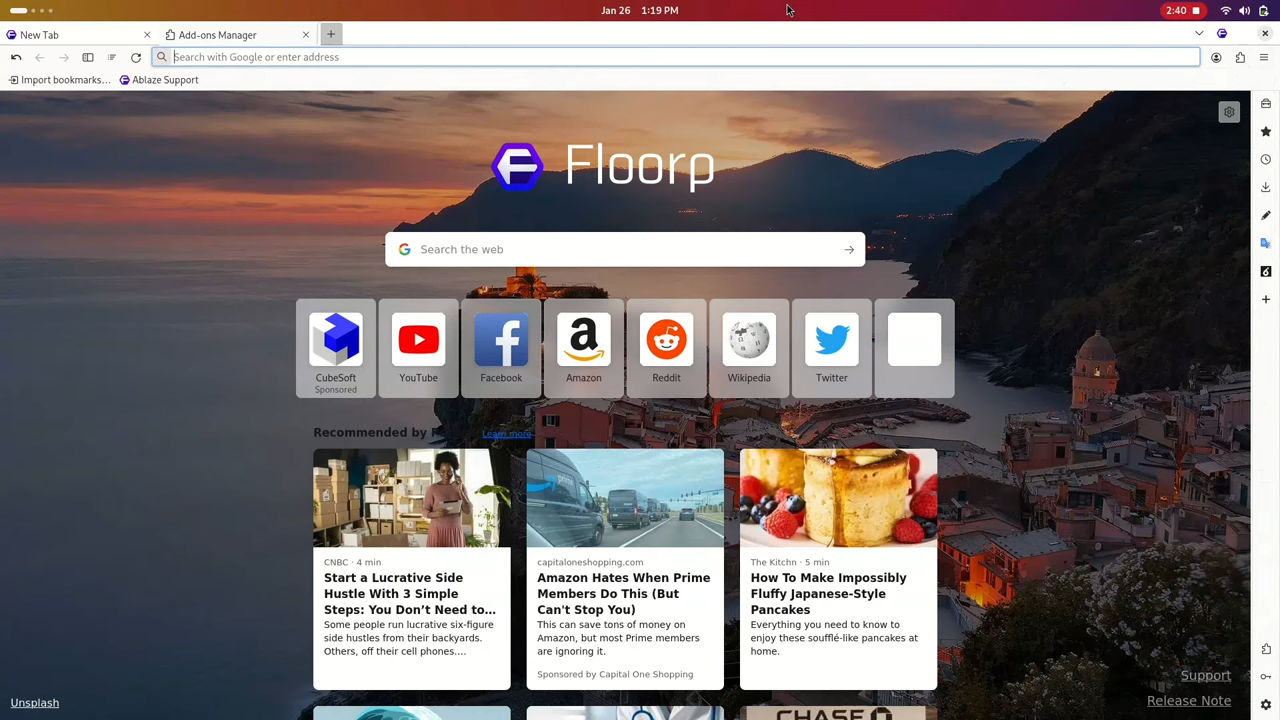 Jan 26 1:19 PM
2:40
New Tab
Add-ons Manager
Search with Google or enter address
Import bookmarks...
Ablaze Support
Floorp
Search the web
CubeSoft
Sponsored
YouTube
Facebook
Amazon
Reddit
Wikipedia
Twitter
Recommended by
Learn more
CNBC · 4 min
Start a Lucrative Side
Hustle With 3 Simple
Steps: You Don’t Need to…
Some people run lucrative six-figure
side hustles from their backyards.
Others, off their cell phones.…
capitaloneshopping.com
Amazon Hates When Prime
Members Do This (But
Can't Stop You)
This can save tons of money on
Amazon, but most Prime members
are ignoring it.
Sponsored by Capital One Shopping
The Kitchn · 5 min
How To Make Impossibly
Fluffy Japanese-Style
Pancakes
Everything you need to know to
enjoy these soufflé-like pancakes at
home.
CHASE
Unsplash
Support
Release Note